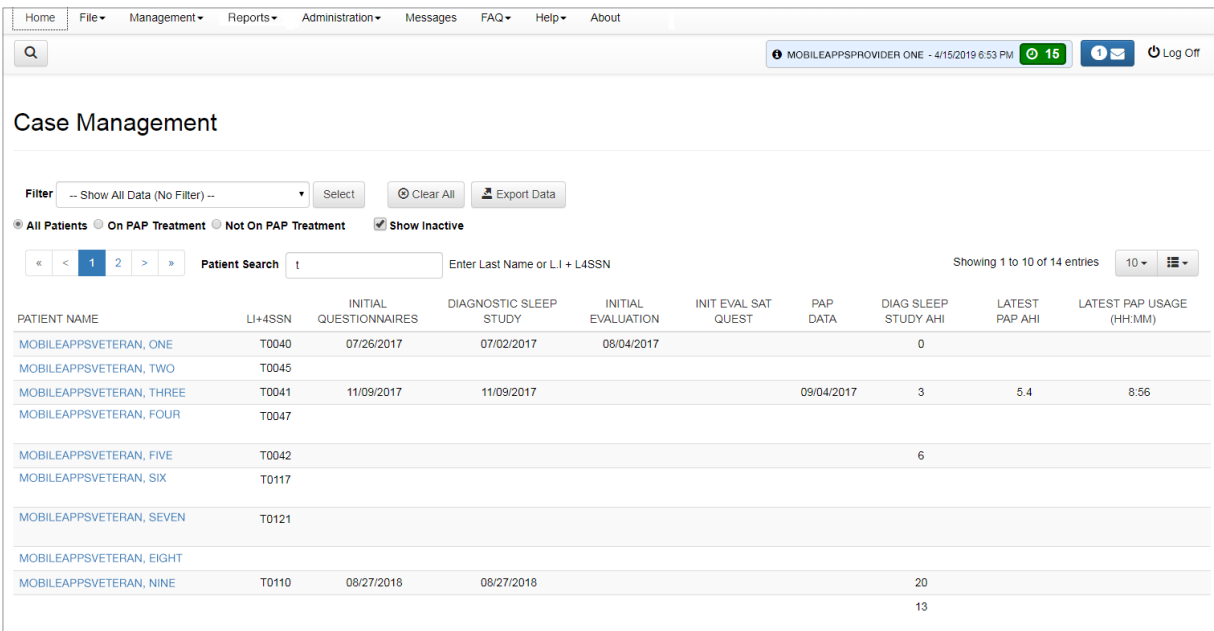 Home File Management Reports Administration Messages FAQ Help About
MOBILEAPPSPROVIDER ONE - 4/15/2019 6:53 PM 15 1 Log Off
Case Management
Filter -- Show All Data (No Filter) -- Select Clear All Export Data
All Patients On PAP Treatment Not On PAP Treatment Show Inactive
« < 1 2 > » Patient Search t Enter Last Name or L.I + L4SSN Showing 1 to 10 of 14 entries 10
INITIAL DIAGNOSTIC SLEEP INITIAL INIT EVAL SAT PAP DIAG SLEEP LATEST LATEST PAP USAGE
PATIENT NAME LI+4SSN QUESTIONNAIRES STUDY EVALUATION QUEST DATA STUDY AHI PAP AHI (HH:MM)
MOBILEAPPSVETERAN, ONE T0040 07/26/2017 07/02/2017 08/04/2017 0
MOBILEAPPSVETERAN, TWO T0045
MOBILEAPPSVETERAN, THREE T0041 11/09/2017 11/09/2017 09/04/2017 3 5.4 8:56
MOBILEAPPSVETERAN, FOUR T0047
MOBILEAPPSVETERAN, FIVE T0042 6
MOBILEAPPSVETERAN, SIX T0117
MOBILEAPPSVETERAN, SEVEN T0121
MOBILEAPPSVETERAN, EIGHT
MOBILEAPPSVETERAN, NINE T0110 08/27/2018 08/27/2018 20
13